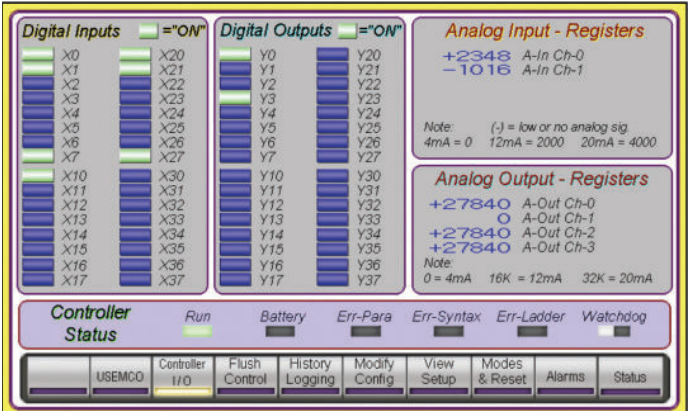 Digital Inputs ="ON"
X0 X20
X1 X21
X2 X22
X3 X23
X4 X24
X5 X25
X6 X26
X7 X27
X10 X30
X11 X31
X12 X32
X13 X33
X14 X34
X15 X35
X16 X36
X17 X37
Digital Outputs ="ON"
Y0 Y20
Y1 Y21
Y2 Y22
Y3 Y23
Y4 Y24
Y5 Y25
Y6 Y26
Y7 Y27
Y10 Y30
Y11 Y31
Y12 Y32
Y13 Y33
Y14 Y34
Y15 Y35
Y16 Y36
Y17 Y37
Analog Input - Registers
+2348 A-In Ch-0
-1016 A-In Ch-1
Note: (-) = low or no analog sig.
4mA = 0 12mA = 2000 20mA = 4000
Analog Output - Registers
+27840 A-Out Ch-0
0 A-Out Ch-1
+27840 A-Out Ch-2
+27840 A-Out Ch-3
Note:
0 = 4mA 16K = 12mA 32K = 20mA
Controller
Status
Run Battery Err-Para Err-Syntax Err-Ladder Watchdog
USEMCO
Controller
I/O
Flush
Control
History
Logging
Modify
Config
View
Setup
Modes
& Reset
Alarms
Status